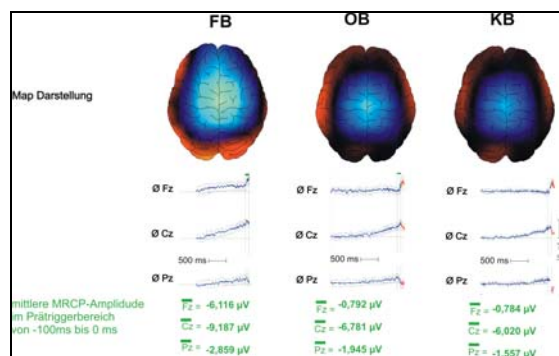 FB OB KB
Map Darstellung
Ø Fz Ø Fz Ø Fz
Ø Cz Ø Cz Ø Cz
500 ms 500 ms 500 ms
Ø Pz Ø Pz Ø Pz
mittlere MRCP-Amplidude
im Prätriggerbereich
von -100ms bis 0 ms
Fz = -6,116 µV Fz = -0,792 µV Fz = -0,784 µV
Cz = -9,187 µV Cz = -6,781 µV Cz = -6,020 µV
Pz = -2,859 µV Pz = -1,945 µV Pz = -1,557 µV